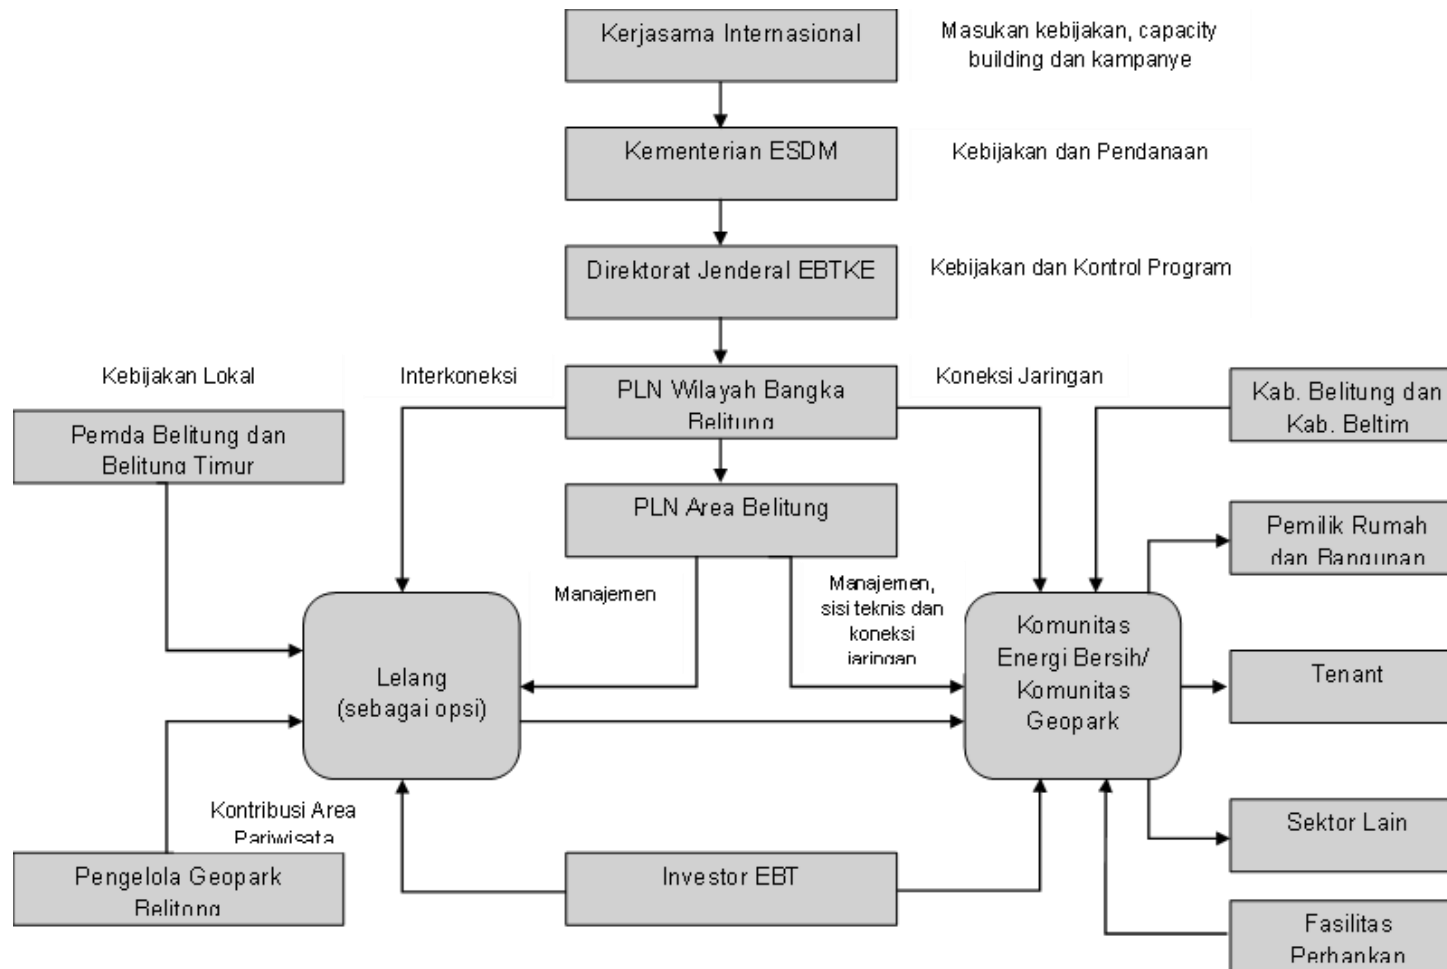 Kerjasama Internasional
Masukan kebijakan, capacity
building dan kampanye
Kementerian ESDM
Kebijakan dan Pendanaan
Direktorat Jenderal EBTKE
Kebijakan dan Kontrol Program
Kebijakan Lokal
Interkoneksi
PLN Wilayah Bangka
Belitung
Koneksi Jaringan
Kab. Belitung dan
Kab. Beltim
Pemda Belitung dan
Belitung Timur
PLN Area Belitung
Pemilik Rumah
dan Bangunan
Manajemen
Manajemen,
sisi teknis dan
koneksi
jaringan
Lelang
(sebagai opsi)
Komunitas
Energi Bersih/
Komunitas
Geopark
Tenant
Kontribusi Area
Pariwisata
Sektor Lain
Pengelola Geopark
Belitong
Investor EBT
Fasilitas
Perbankan